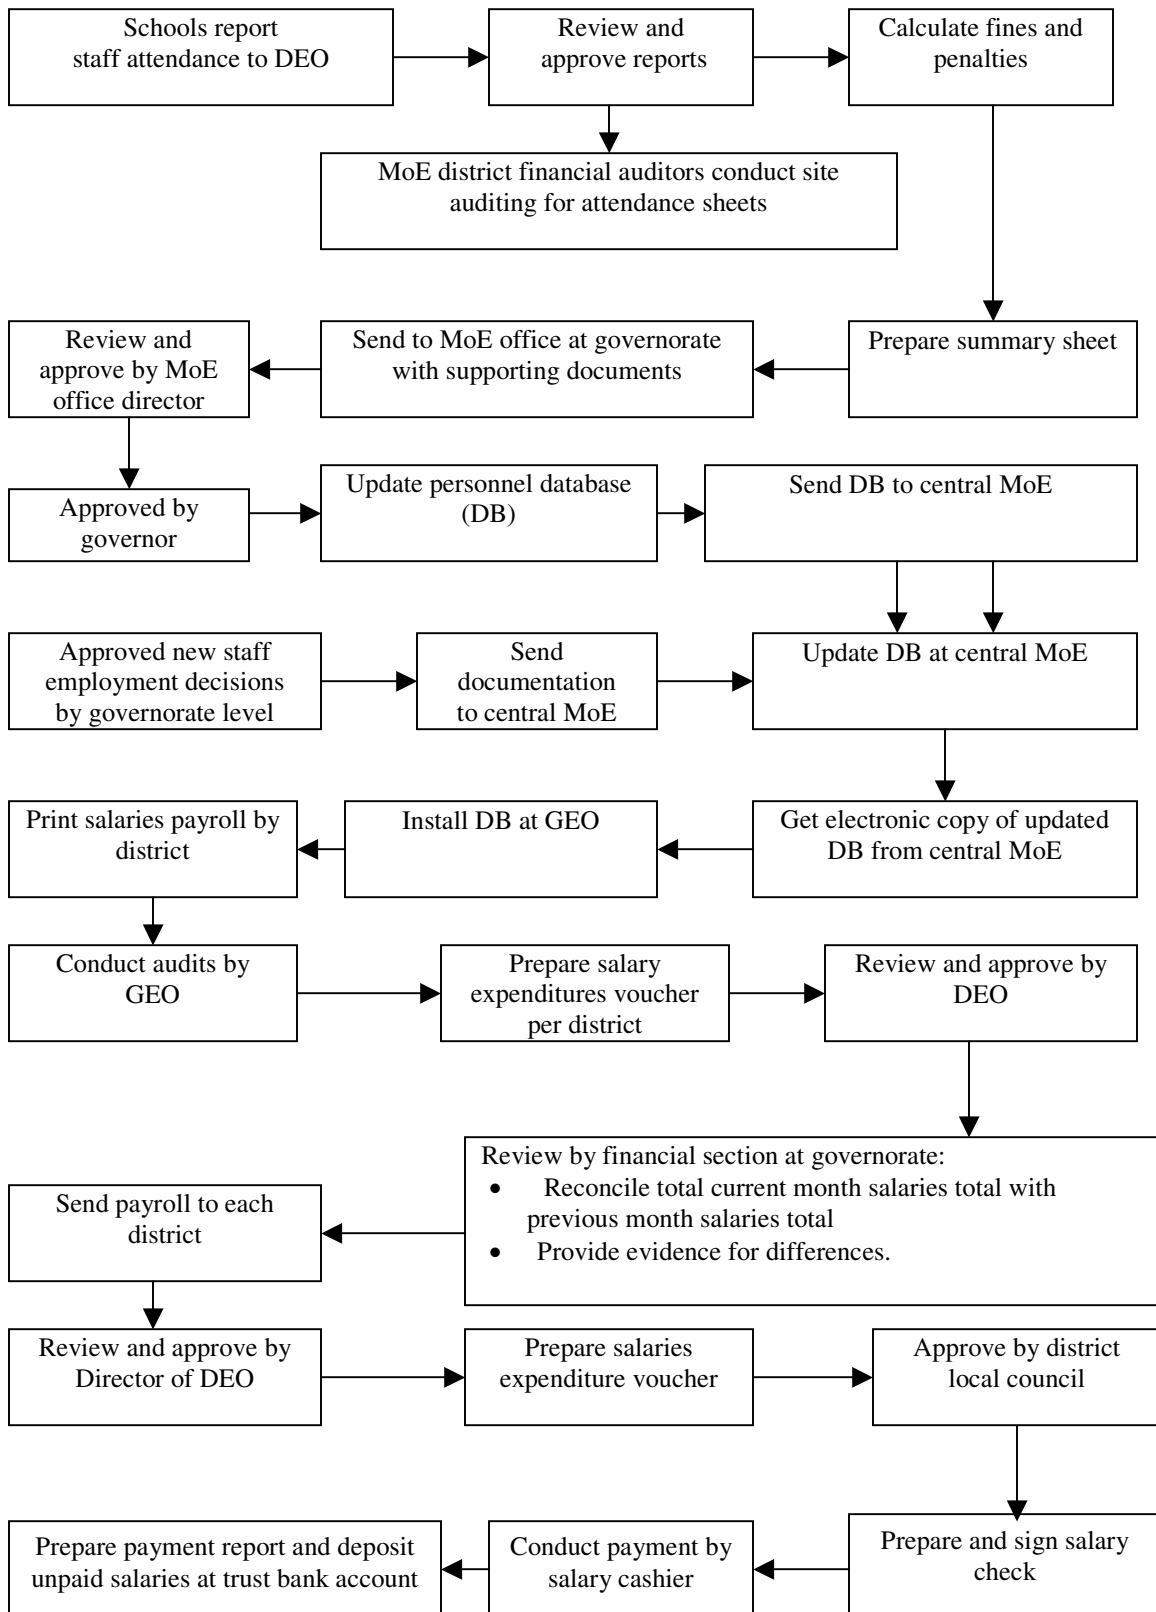 Schools report
staff attendance to DEO
Review and
approve reports
Calculate fines and
penalties
MoE district financial auditors conduct site
auditing for attendance sheets
Review and
approve by MoE
office director
Send to MoE office at governorate
with supporting documents
Prepare summary sheet
Approved by
governor
Update personnel database
(DB)
Send DB to central MoE
Approved new staff
employment decisions
by governorate level
Send
documentation
to central MoE
Update DB at central MoE
Print salaries payroll by
district
Install DB at GEO
Get electronic copy of updated
DB from central MoE
Conduct audits by
GEO
Prepare salary
expenditures voucher
per district
Review and approve by
DEO
Review by financial section at governorate:
• Reconcile total current month salaries total with
previous month salaries total
• Provide evidence for differences.
Send payroll to each
district
Review and approve by
Director of DEO
Prepare salaries
expenditure voucher
Approve by district
local council
Prepare payment report and deposit
unpaid salaries at trust bank account
Conduct payment by
salary cashier
Prepare and sign salary
check